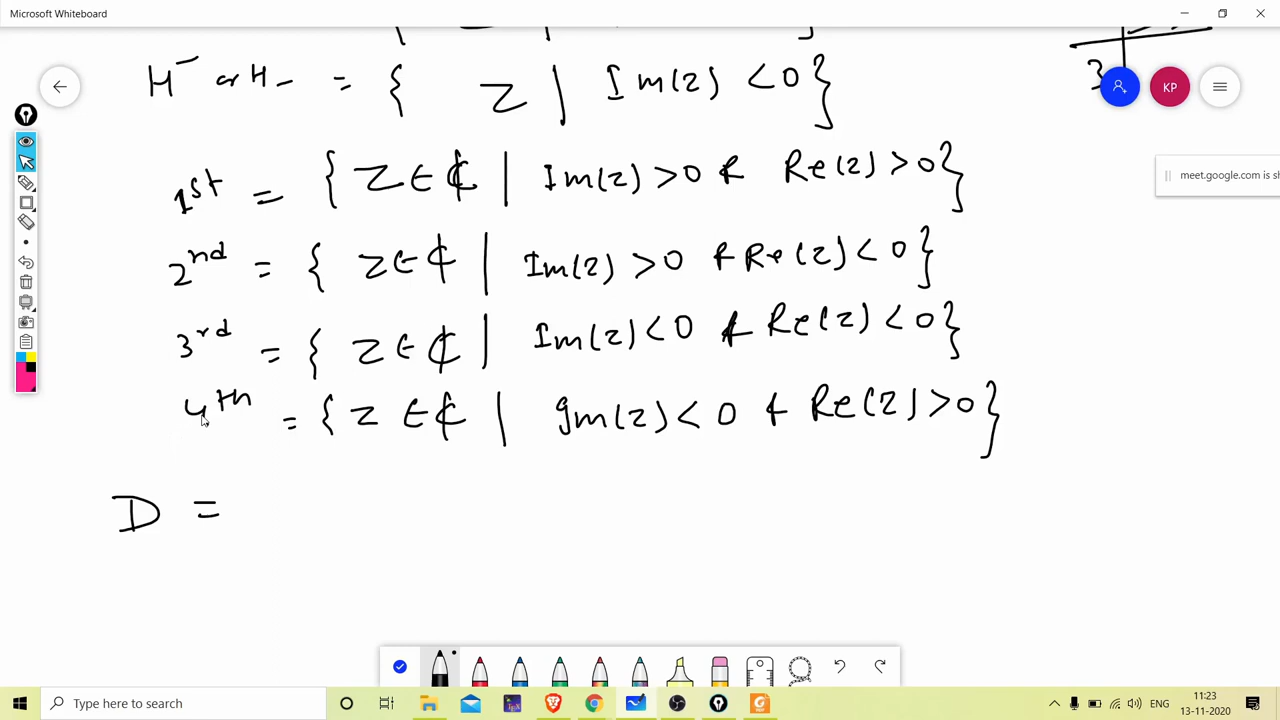 Microsoft Whiteboard
H⁻ or H₋ = { z | Im(z) < 0 }
3
KP
1st = { z ∈ ℂ | Im(z) > 0 & Re(z) > 0 }
meet.google.com is sh
2nd = { z ∈ ℂ | Im(z) > 0 & Re(z) < 0 }
3rd = { z ∈ ℂ | Im(z) < 0 & Re(z) < 0 }
4th = { z ∈ ℂ | Im(z) < 0 & Re(z) > 0 }
D =
Type here to search
ENG
11:23
13-11-2020